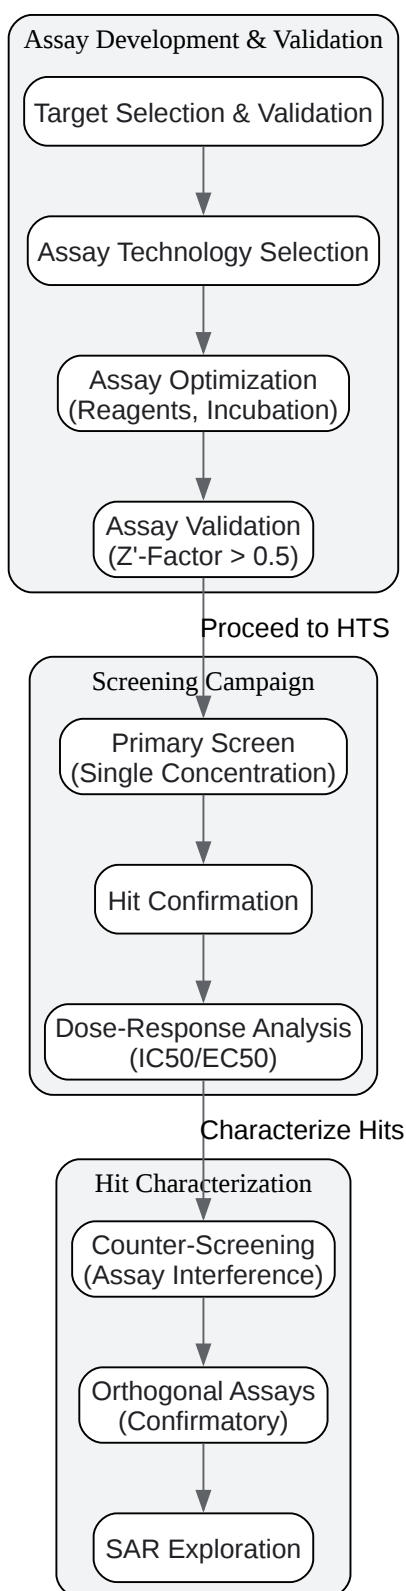 Assay Development & Validation
Target Selection & Validation
Assay Technology Selection
Assay Optimization
(Reagents, Incubation)
Assay Validation
(Z'-Factor > 0.5)
Proceed to HTS
Screening Campaign
Primary Screen
(Single Concentration)
Hit Confirmation
Dose-Response Analysis
(IC50/EC50)
Characterize Hits
Hit Characterization
Counter-Screening
(Assay Interference)
Orthogonal Assays
(Confirmatory)
SAR Exploration